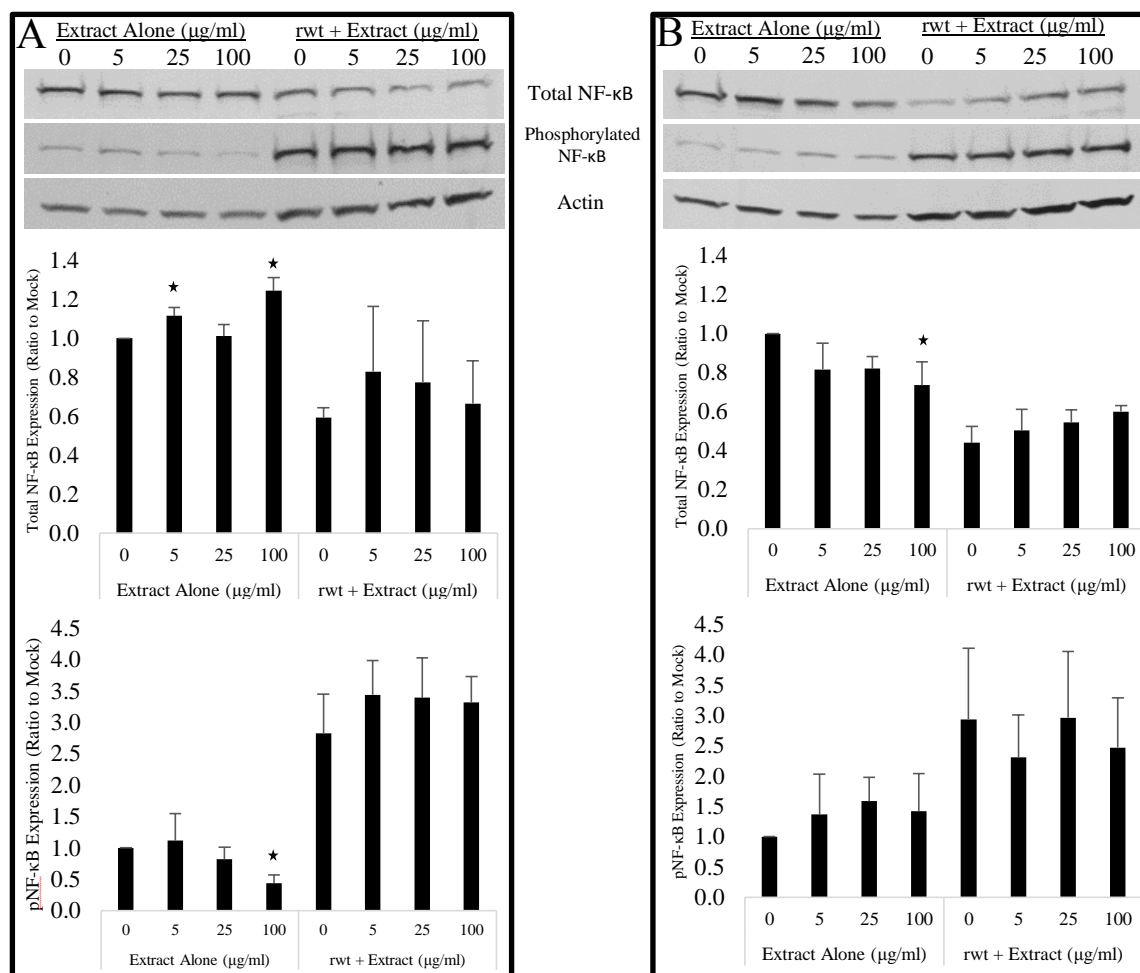 A
Extract Alone (µg/ml) rwt + Extract (µg/ml)
0 5 25 100 0 5 25 100
B
Extract Alone (µg/ml) rwt + Extract (µg/ml)
0 5 25 100 0 5 25 100
Total NF-κB
Phosphorylated
NF-κB
Actin
Total NF-κB Expression (Ratio to Mock)
1.4
1.2
1.0
0.8
0.6
0.4
0.2
0.0
★ ★
0 5 25 100 0 5 25 100
Extract Alone (µg/ml) rwt + Extract (µg/ml)
pNF-κB Expression (Ratio to Mock)
4.5
4.0
3.5
3.0
2.5
2.0
1.5
1.0
0.5
0.0
★
0 5 25 100 0 5 25 100
Extract Alone (µg/ml) rwt + Extract (µg/ml)
Total NF-κB Expression (Ratio to Mock)
1.4
1.2
1.0
0.8
0.6
0.4
0.2
0.0
★
0 5 25 100 0 5 25 100
Extract Alone (µg/ml) rwt + Extract (µg/ml)
pNF-κB Expression (Ratio to Mock)
4.5
4.0
3.5
3.0
2.5
2.0
1.5
1.0
0.5
0.0
0 5 25 100 0 5 25 100
Extract Alone (µg/ml) rwt + Extract (µg/ml)